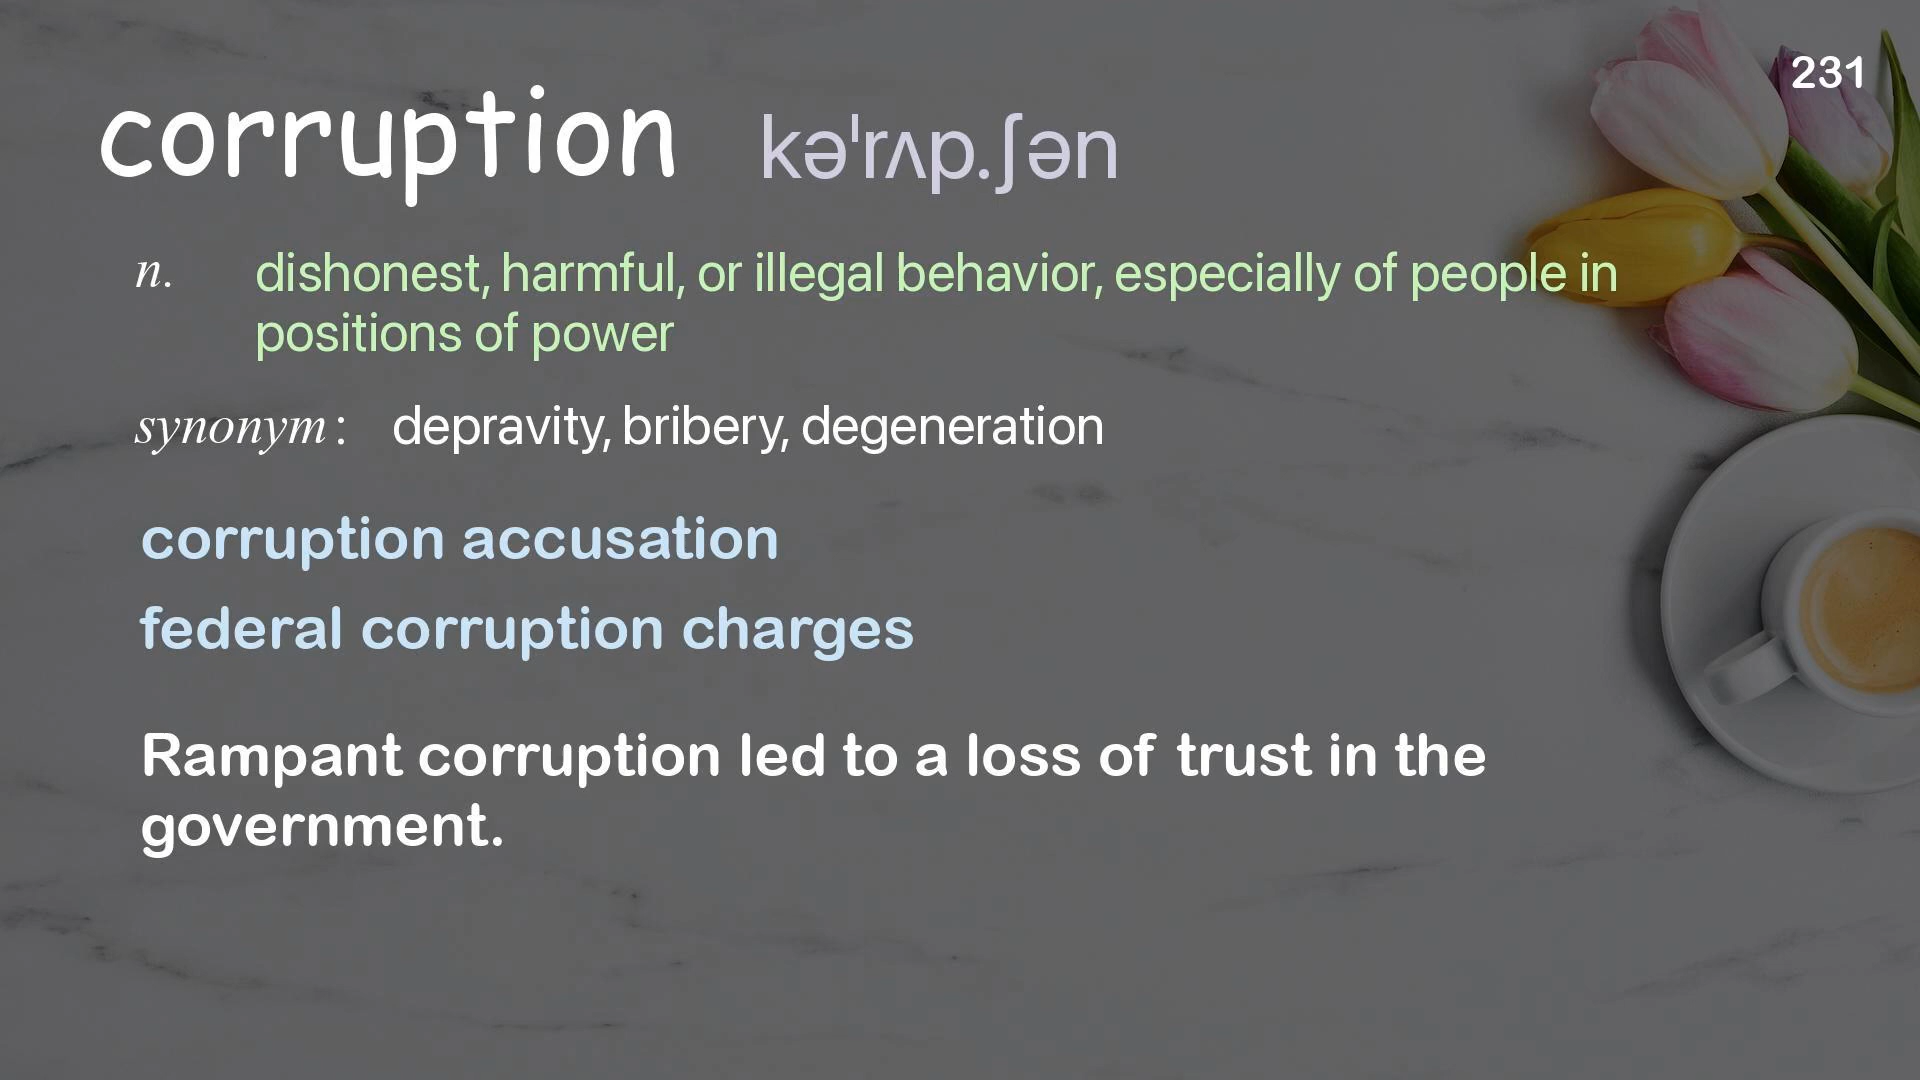 231
corruption kəˈrʌp.ʃən
n. dishonest, harmful, or illegal behavior, especially of people in
positions of power
synonym : depravity, bribery, degeneration
corruption accusation
federal corruption charges
Rampant corruption led to a loss of trust in the
government.